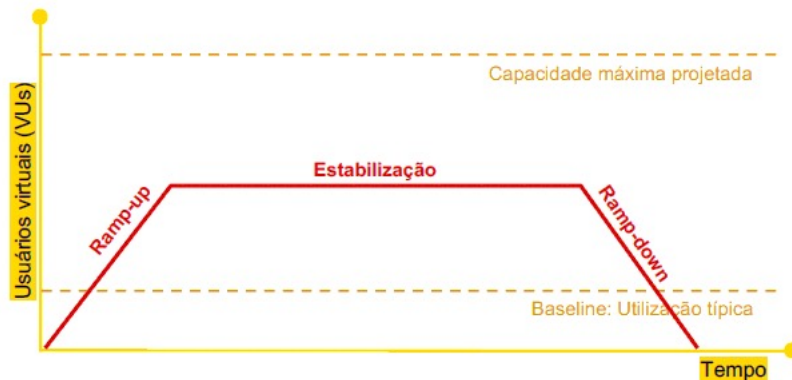 Usuários virtuais (VUs)
Capacidade máxima projetada
Estabilização
Ramp-up
Ramp-down
Baseline: Utilização típica
Tempo